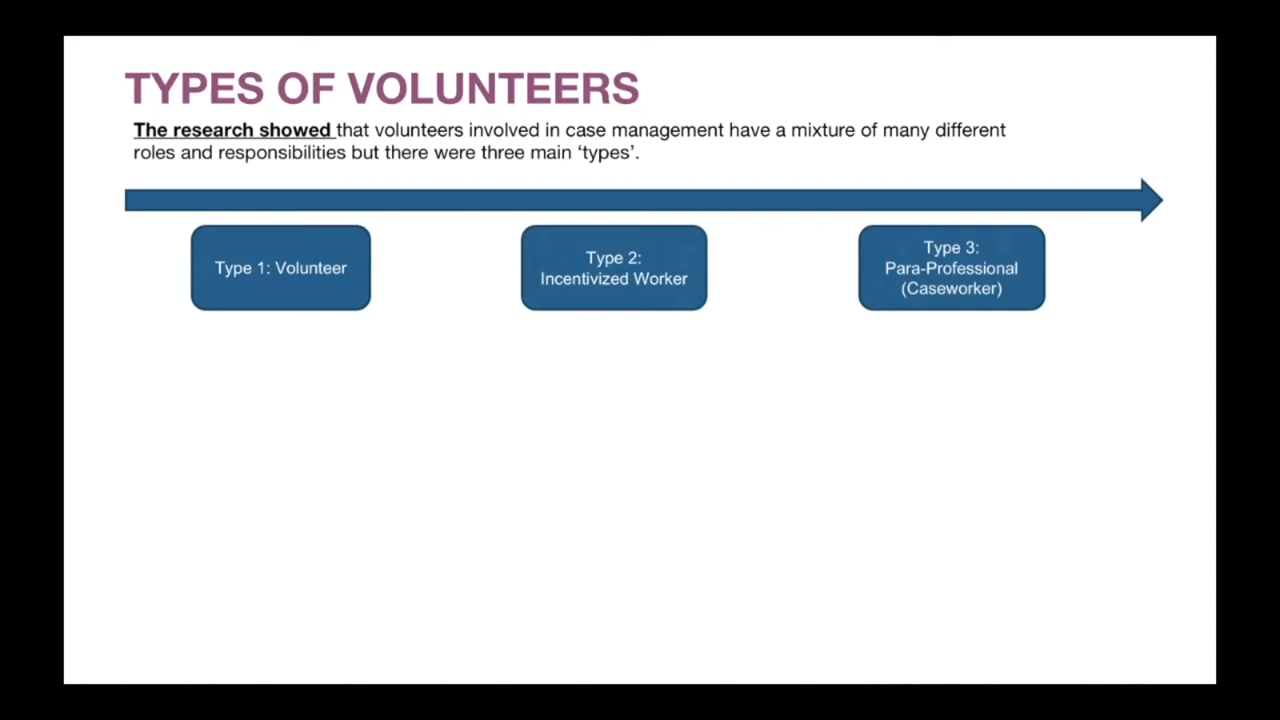 TYPES OF VOLUNTEERS
The research showed that volunteers involved in case management have a mixture of many different
roles and responsibilities but there were three main ‘types’.
Type 1: Volunteer
Type 2:
Incentivized Worker
Type 3:
Para-Professional
(Caseworker)